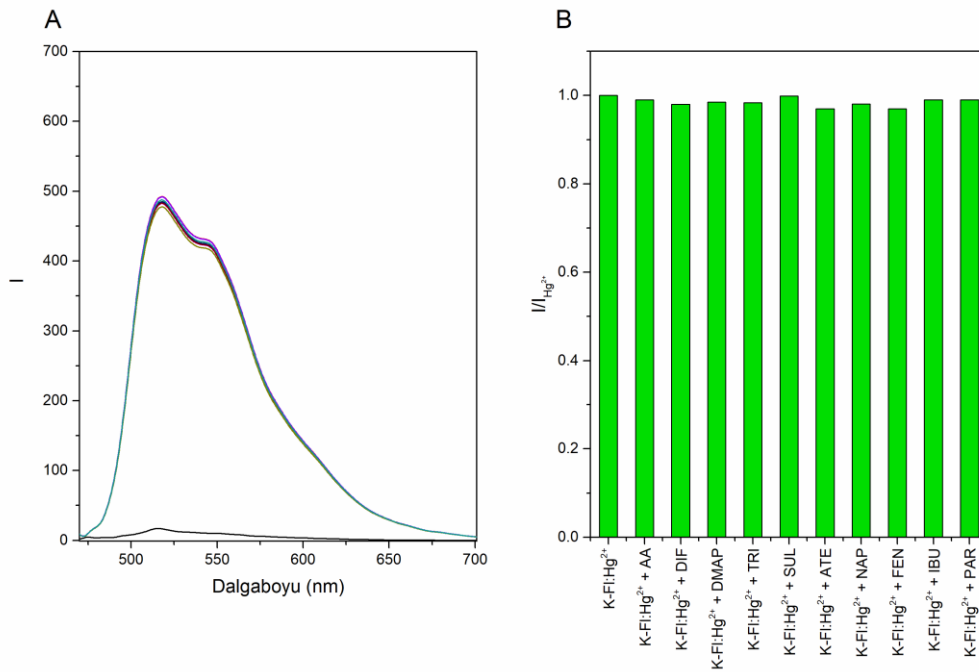 A
700
600
500
400
300
200
100
0
I
500
550
600
650
700
Dalgaboyu (nm)
B
1.0
0.8
0.6
0.4
0.2
0.0
I/I_Hg²⁺
K-Fl:Hg²⁺
K-Fl:Hg²⁺ + AA
K-Fl:Hg²⁺ + DIF
K-Fl:Hg²⁺ + DMAP
K-Fl:Hg²⁺ + TRI
K-Fl:Hg²⁺ + SUL
K-Fl:Hg²⁺ + ATE
K-Fl:Hg²⁺ + NAP
K-Fl:Hg²⁺ + FEN
K-Fl:Hg²⁺ + IBU
K-Fl:Hg²⁺ + PAR